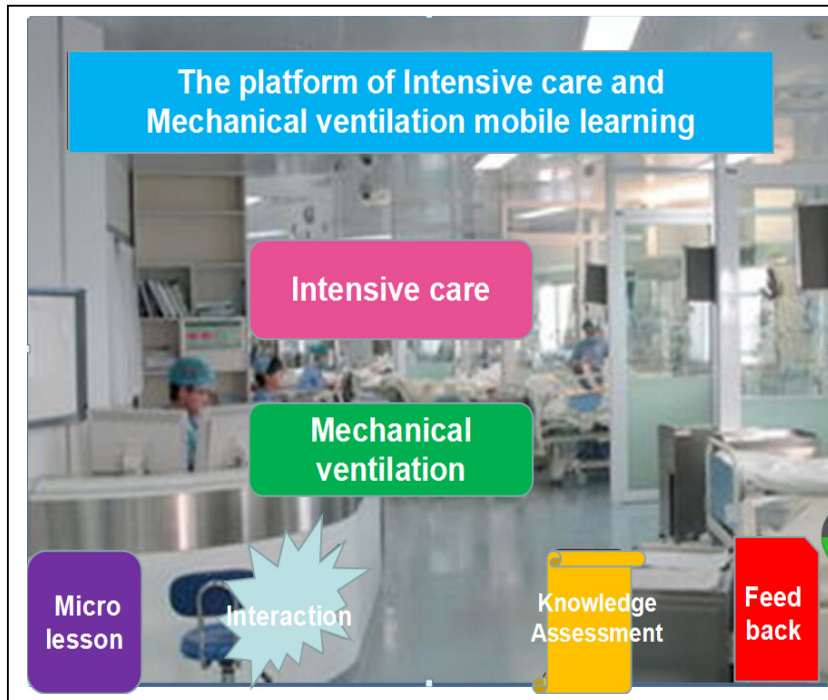 The platform of Intensive care and
Mechanical ventilation mobile learning
Intensive care
Mechanical
ventilation
Micro
lesson
Interaction
Knowledge
Assessment
Feed
back